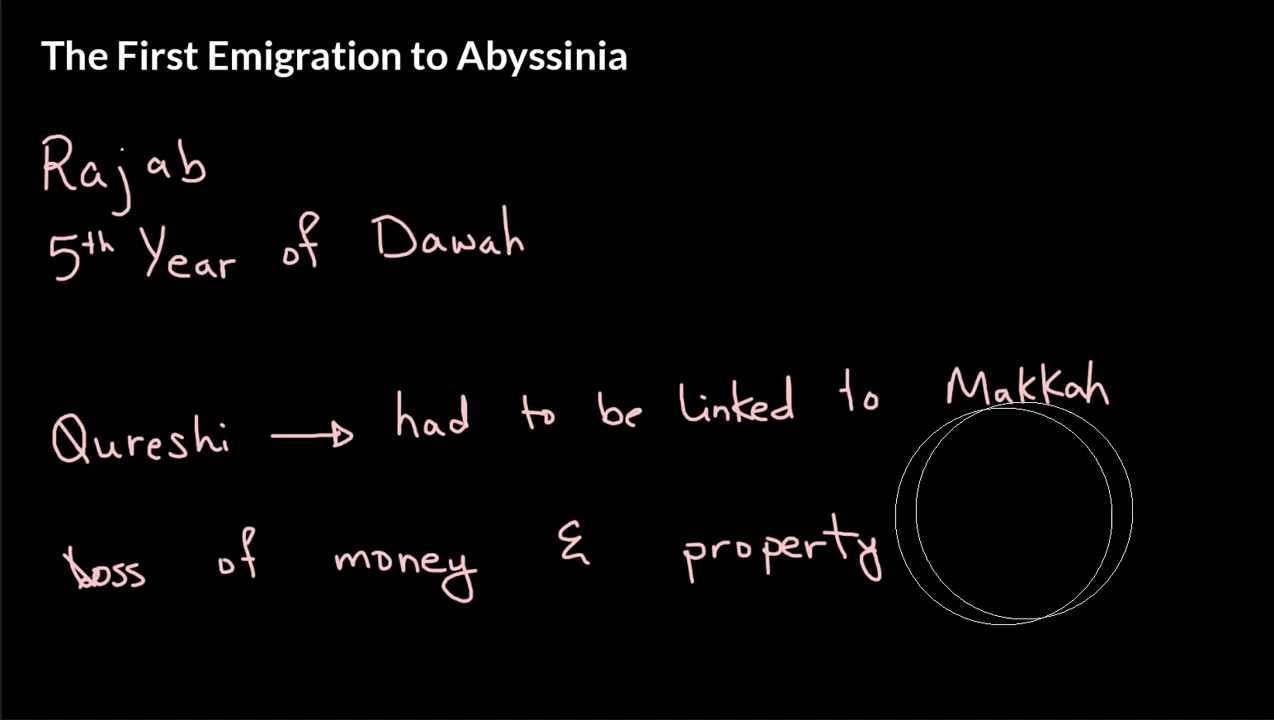 The First Emigration to Abyssinia
Rajab
5th Year of Dawah
Qureshi → had to be linked to Makkah
Loss of money & property